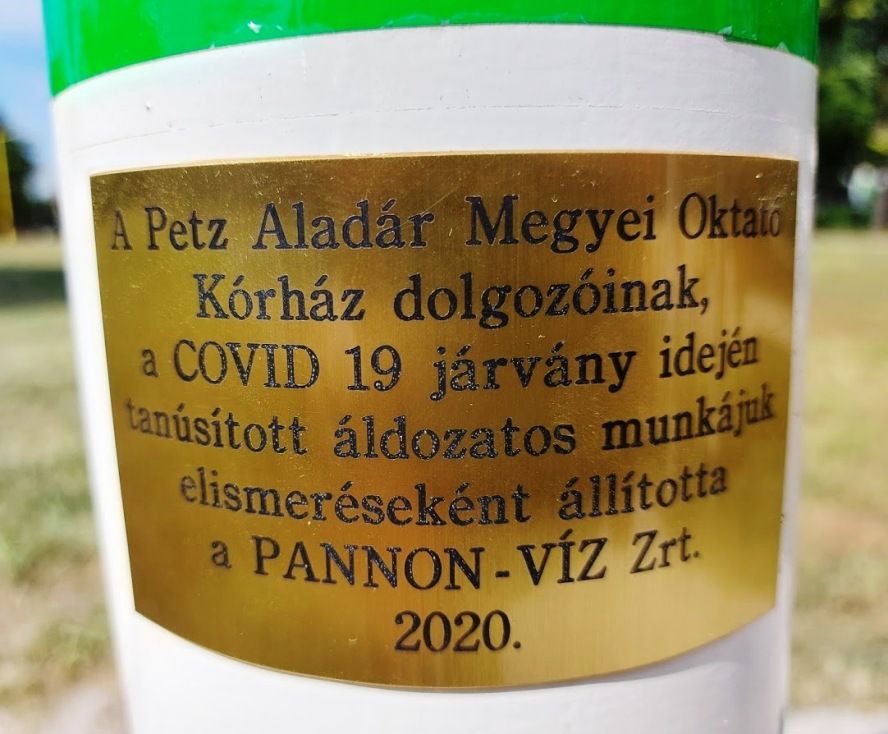 A Petz Aladár Megyei Oktató
Kórház dolgozóinak,
a COVID 19 járvány idején
tanúsított áldozatos munkájuk
elismeréseként állította
a PANNON-VÍZ Zrt.
2020.